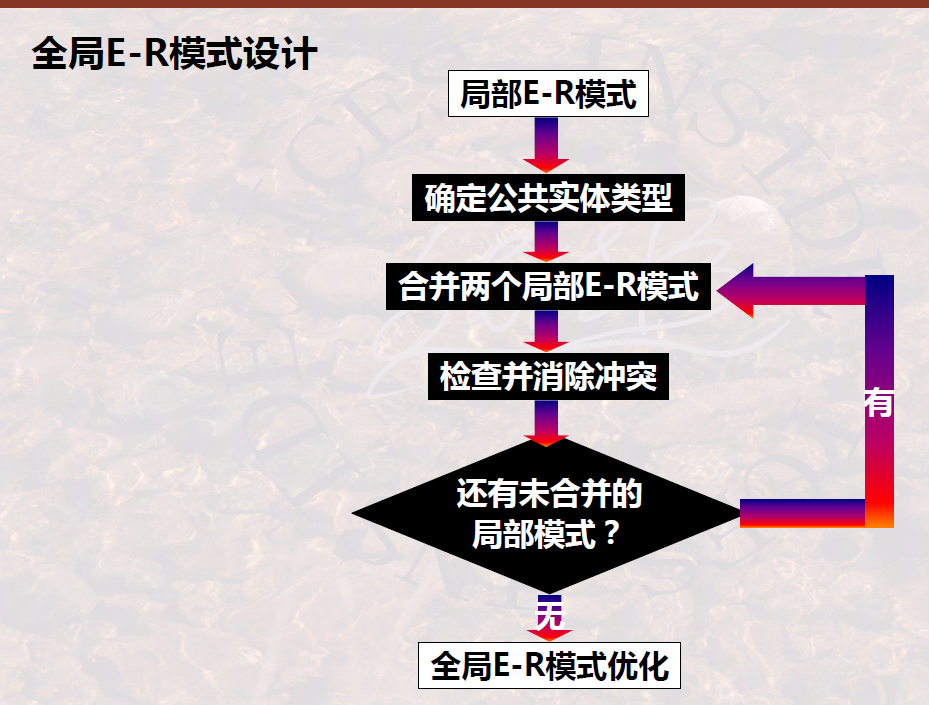 全局E-R模式设计
局部E-R模式
确定公共实体类型
合并两个局部E-R模式
检查并消除冲突
还有未合并的
局部模式？
有
无
全局E-R模式优化